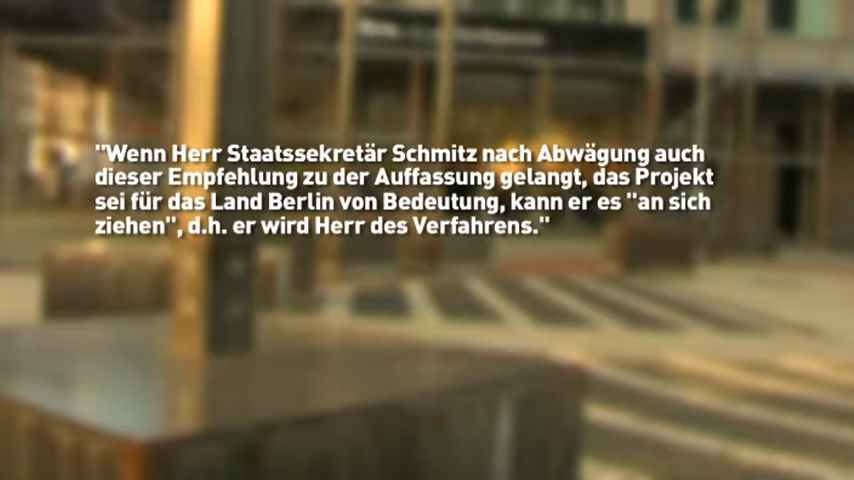 "Wenn Herr Staatssekretär Schmitz nach Abwägung auch
dieser Empfehlung zu der Auffassung gelangt, das Projekt
sei für das Land Berlin von Bedeutung, kann er es "an sich
ziehen", d.h. er wird Herr des Verfahrens."